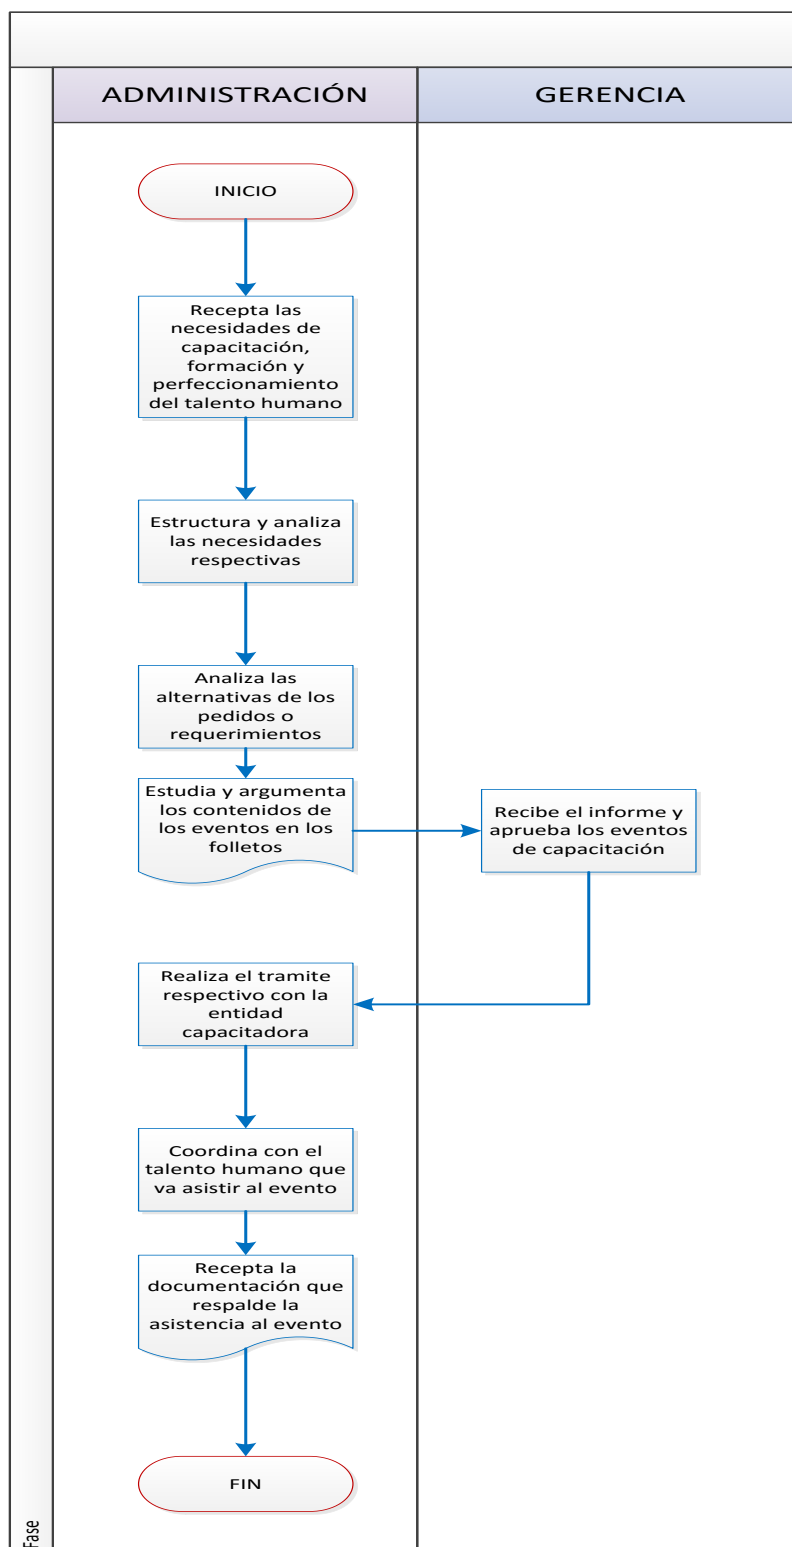 ADMINISTRACIÓN
GERENCIA
INICIO
Recepta las
necesidades de
capacitación,
formación y
perfeccionamiento
del talento humano
Estructura y analiza
las necesidades
respectivas
Analiza las
alternativas de los
pedidos o
requerimientos
Estudia y argumenta
los contenidos de
los eventos en los
folletos
Recibe el informe y
aprueba los eventos
de capacitación
Realiza el tramite
respectivo con la
entidad
capacitadora
Coordina con el
talento humano que
va asistir al evento
Recepta la
documentación que
respalde la
asistencia al evento
FIN
Fase